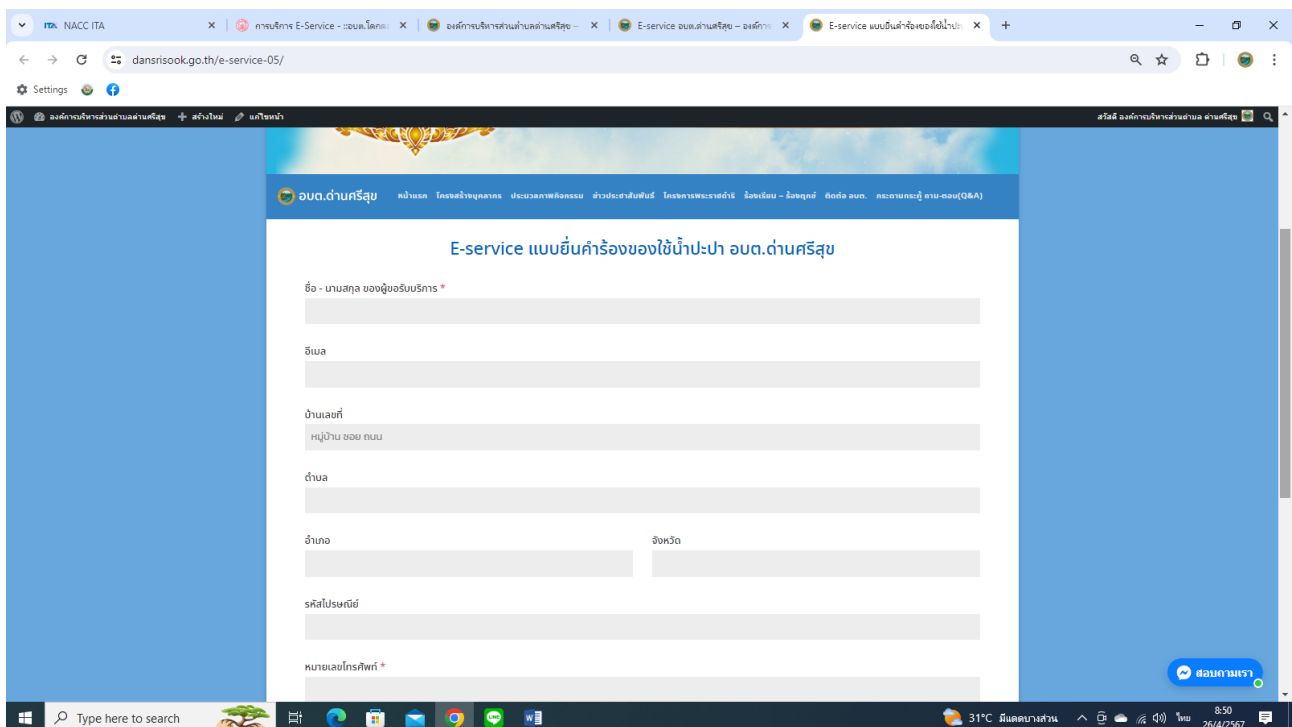 NACC ITA
การบริการ E-Service - ::อบต.โคกกล
องค์การบริหารส่วนตำบลด่านศรีสุข –
E-service อบต.ด่านศรีสุข – องค์การ
E-service แบบยื่นคำร้องของใช้น้ำปะ
dansrisook.go.th/e-service-05/
Settings
องค์การบริหารส่วนตำบลด่านศรีสุข
สร้างใหม่
แก้ไขหน้า
สวัสดี องค์การบริหารส่วนตำบล ด่านศรีสุข
อบต.ด่านศรีสุข
หน้าแรก โครงสร้างบุคลากร ประมวลภาพกิจกรรม ข่าวประชาสัมพันธ์ โครงการพระราชดำริ ร้องเรียน – ร้องทุกข์ ติดต่อ อบต. กระดานกระทู้ ถาม-ตอบ(Q&A)
E-service แบบยื่นคำร้องของใช้น้ำปะปา อบต.ด่านศรีสุข
ชื่อ - นามสกุล ของผู้ขอรับบริการ *
อีเมล
บ้านเลขที่
หมู่บ้าน ซอย ถนน
ตำบล
อำเภอ
จังหวัด
รหัสไปรษณีย์
หมายเลขโทรศัพท์ *
สอบถามเรา
Type here to search
31°C มีแดดบางส่วน
ไทย
8:50
26/4/2567